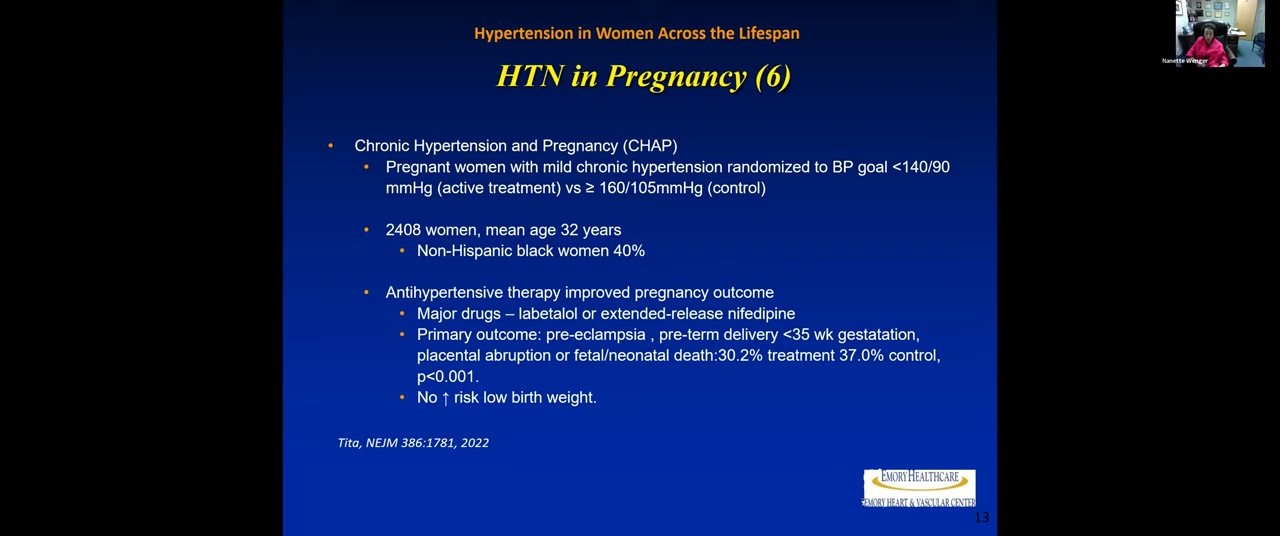 Hypertension in Women Across the Lifespan
HTN in Pregnancy (6)
Nanette Wenger
• Chronic Hypertension and Pregnancy (CHAP)
• Pregnant women with mild chronic hypertension randomized to BP goal <140/90
mmHg (active treatment) vs ≥ 160/105mmHg (control)
• 2408 women, mean age 32 years
• Non-Hispanic black women 40%
• Antihypertensive therapy improved pregnancy outcome
• Major drugs – labetalol or extended-release nifedipine
• Primary outcome: pre-eclampsia , pre-term delivery <35 wk gestatation,
placental abruption or fetal/neonatal death:30.2% treatment 37.0% control,
p<0.001.
• No ↑ risk low birth weight.
Tita, NEJM 386:1781, 2022
EMORY HEALTHCARE
EMORY HEART & VASCULAR CENTER
13